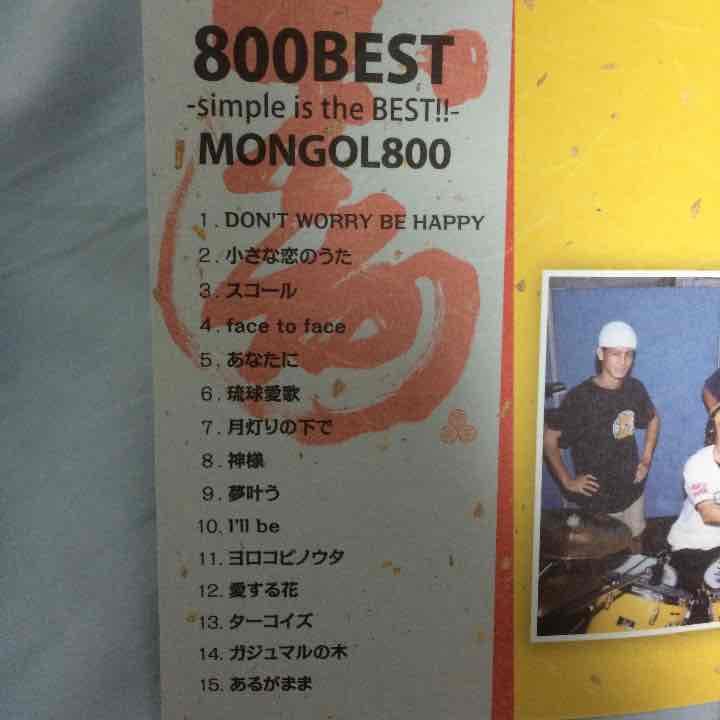 800BEST
-simple is the BEST!!-
MONGOL800
1. DON'T WORRY BE HAPPY
2. 小さな恋のうた
3. スコール
4. face to face
5. あなたに
6. 琉球愛歌
7. 月灯りの下で
8. 神様
9. 夢叶う
10. I'll be
11. ヨロコビノウタ
12. 愛する花
13. ターコイズ
14. ガジュマルの木
15. あるがまま